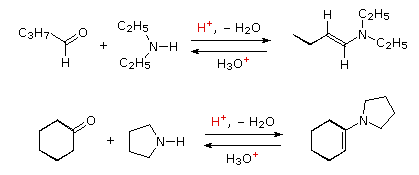 C3H7 O H + C2H5 N–H C2H5 H+, – H2O H3O+ H H N C2H5 C2H5
O + N–H H+, – H2O H3O+ N